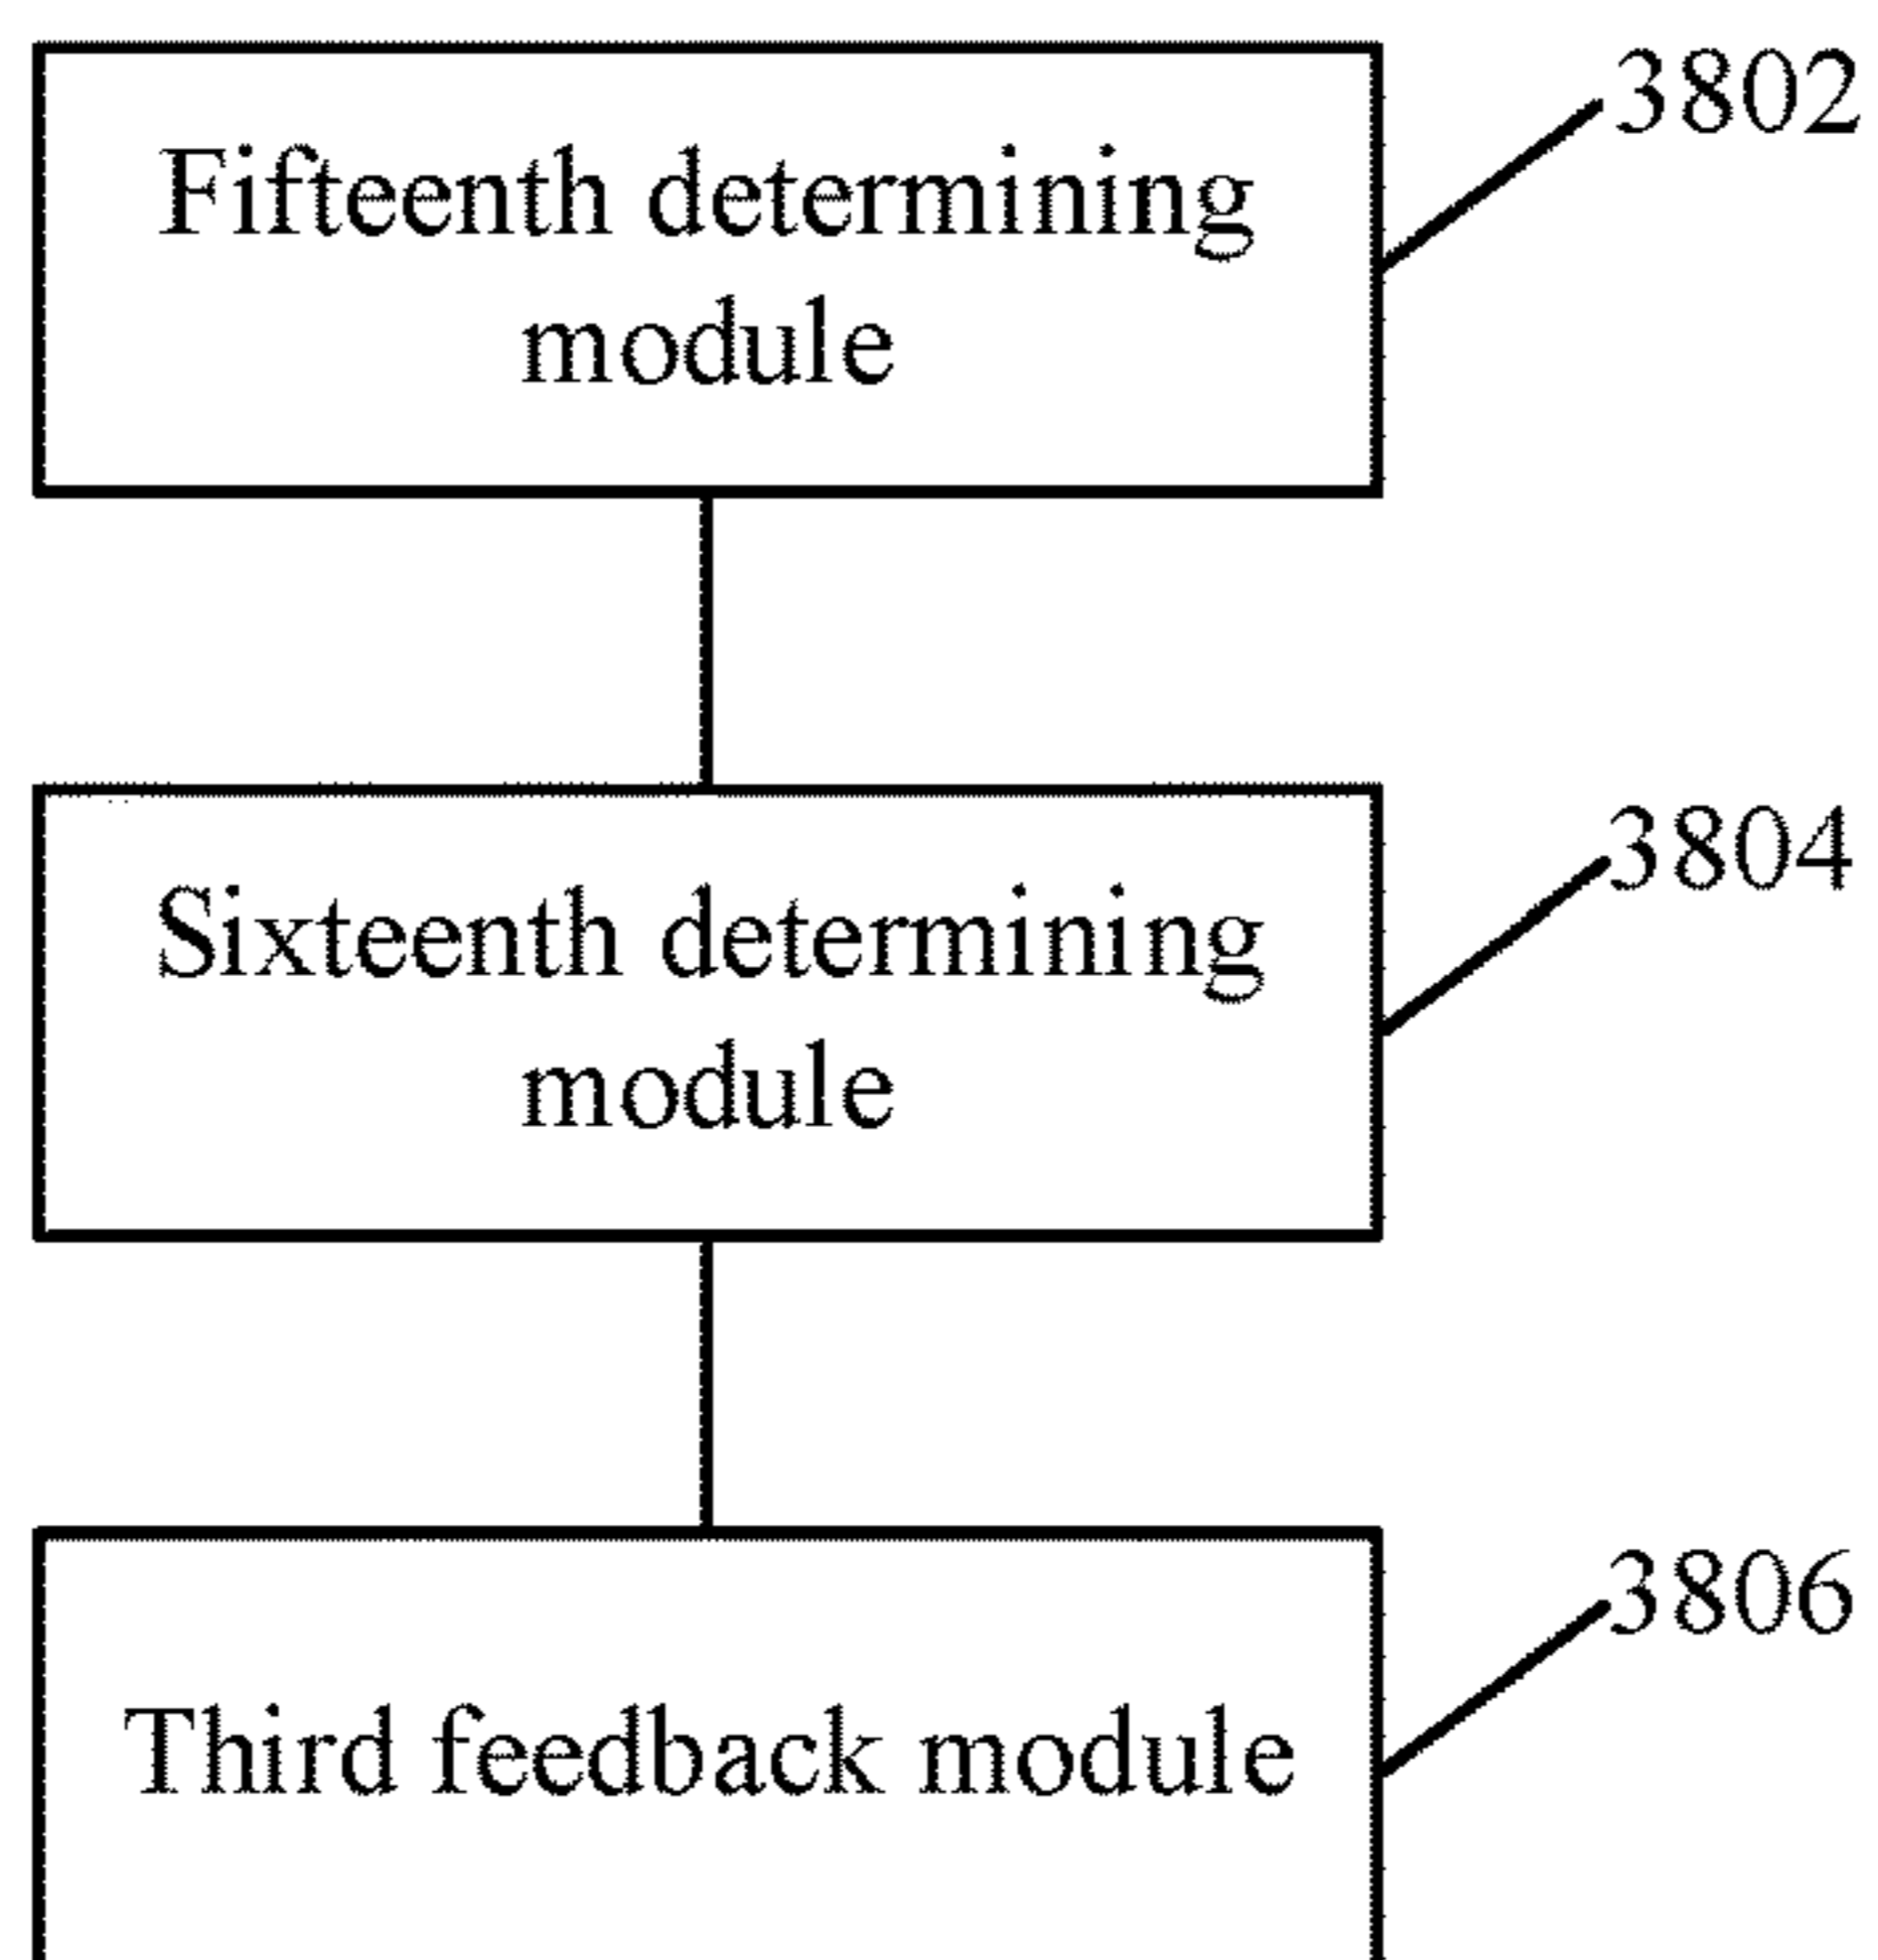 3802
Fifteenth determining
module
3804
Sixteenth determining
module
3806
Third feedback module